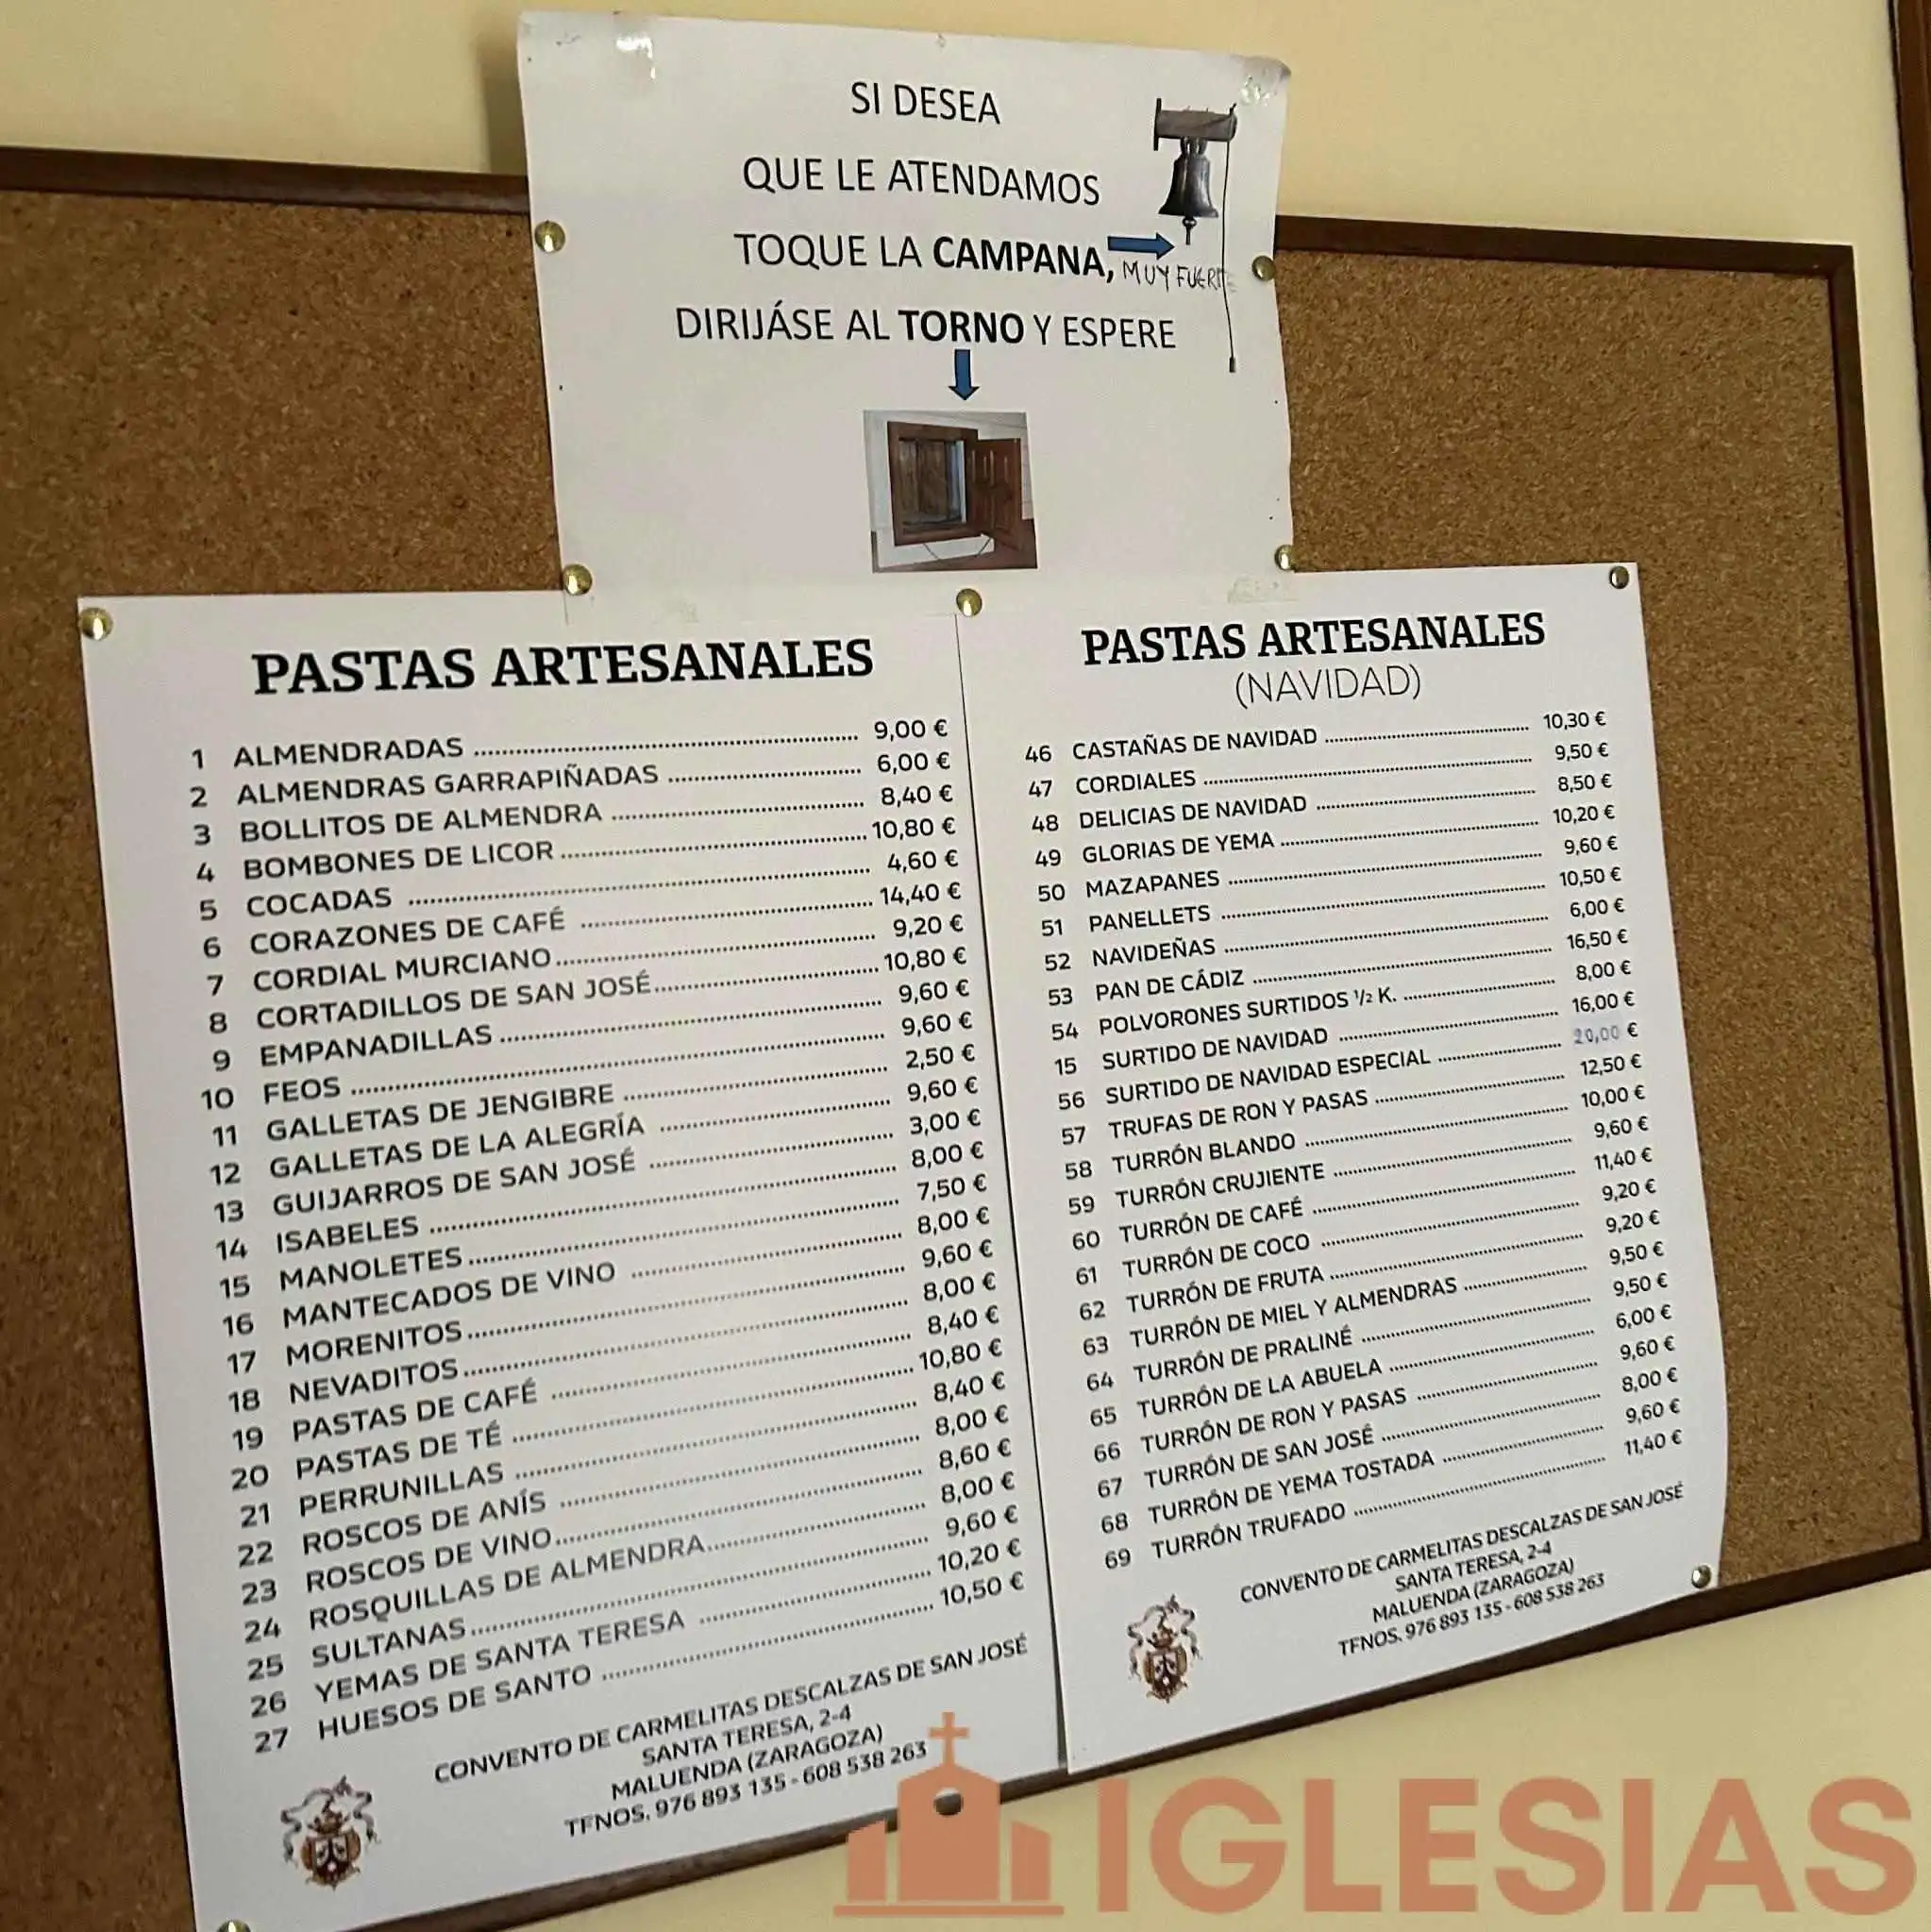 SI DESEA
QUE LE ATENDAMOS
TOQUE LA CAMPANA, MUY FUERTE
DIRIJÁSE AL TORNO Y ESPERE
PASTAS ARTESANALES
1 ALMENDRADAS 9,00 €
2 ALMENDRAS GARRAPIÑADAS 6,00 €
3 BOLLITOS DE ALMENDRA 8,40 €
4 BOMBONES DE LICOR 10,80 €
5 COCADAS 4,60 €
6 CORAZONES DE CAFÉ 14,40 €
7 CORDIAL MURCIANO 9,20 €
8 CORTADILLOS DE SAN JOSÉ 10,80 €
9 EMPANADILLAS 9,60 €
10 FEOS 9,60 €
11 GALLETAS DE JENGIBRE 2,50 €
12 GALLETAS DE LA ALEGRÍA 9,60 €
13 GUIJARROS DE SAN JOSÉ 3,00 €
14 ISABELES 8,00 €
15 MANOLETES 7,50 €
16 MANTECADOS DE VINO 8,00 €
17 MORENITOS 9,60 €
18 NEVADITOS 8,00 €
19 PASTAS DE CAFÉ 8,40 €
20 PASTAS DE TÉ 10,80 €
21 PERRUNILLAS 8,40 €
22 ROSCOS DE ANÍS 8,00 €
23 ROSCOS DE VINO 8,60 €
24 ROSQUILLAS DE ALMENDRA 8,00 €
25 SULTANAS 9,60 €
26 YEMAS DE SANTA TERESA 10,20 €
27 HUESOS DE SANTO 10,50 €
CONVENTO DE CARMELITAS DESCALZAS DE SAN JOSÉ
SANTA TERESA, 2-4
MALUENDA (ZARAGOZA)
TFNOS. 976 893 135 - 608 538 263
PASTAS ARTESANALES
(NAVIDAD)
46 CASTAÑAS DE NAVIDAD 10,30 €
47 CORDIALES 9,50 €
48 DELICIAS DE NAVIDAD 8,50 €
49 GLORIAS DE YEMA 10,20 €
50 MAZAPANES 9,60 €
51 PANELLETS 10,50 €
52 NAVIDEÑAS 6,00 €
53 PAN DE CÁDIZ 16,50 €
54 POLVORONES SURTIDOS ½ K. 8,00 €
15 SURTIDO DE NAVIDAD 16,00 €
56 SURTIDO DE NAVIDAD ESPECIAL 20,00 €
57 TRUFAS DE RON Y PASAS 12,50 €
58 TURRÓN BLANDO 10,00 €
59 TURRÓN CRUJIENTE 9,60 €
60 TURRÓN DE CAFÉ 11,40 €
61 TURRÓN DE COCO 9,20 €
62 TURRÓN DE FRUTA 9,20 €
63 TURRÓN DE MIEL Y ALMENDRAS 9,50 €
64 TURRÓN DE PRALINÉ 9,50 €
65 TURRÓN DE LA ABUELA 6,00 €
66 TURRÓN DE RON Y PASAS 9,60 €
67 TURRÓN DE SAN JOSÉ 8,00 €
68 TURRÓN DE YEMA TOSTADA 9,60 €
69 TURRÓN TRUFADO 11,40 €
CONVENTO DE CARMELITAS DESCALZAS DE SAN JOSÉ
SANTA TERESA, 2-4
MALUENDA (ZARAGOZA)
TFNOS. 976 893 135 - 608 538 263
IGLESIAS